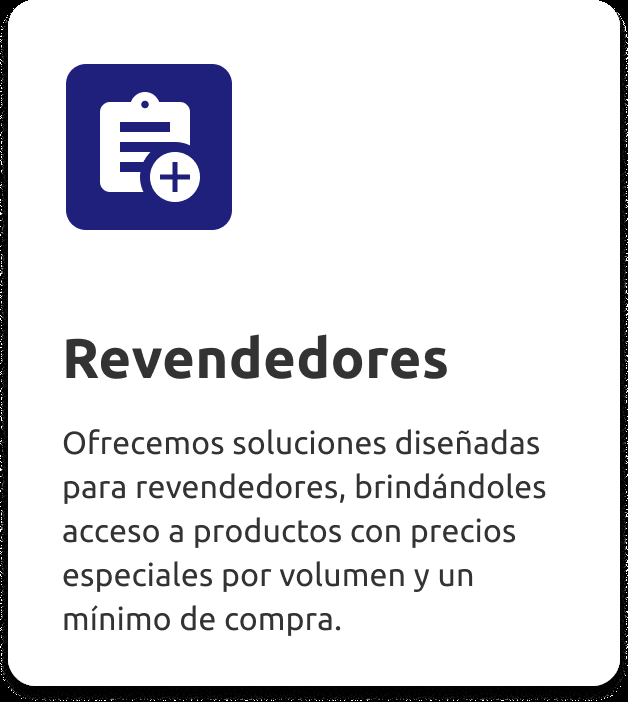 Revendedores
Ofrecemos soluciones diseñadas
para revendedores, brindándoles
acceso a productos con precios
especiales por volumen y un
mínimo de compra.